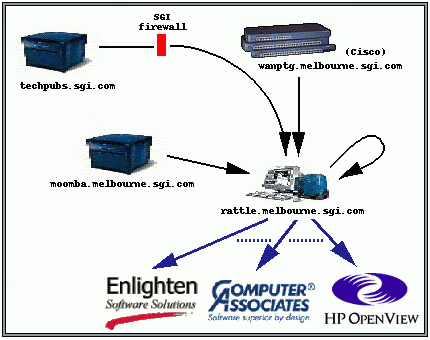 SGI
firewall
(Cisco)
techpubs.sgi.com
wanptg.melbourne.sgi.com
moomba.melbourne.sgi.com
rattle.melbourne.sgi.com
Enlighten
Software Solutions
COMPUTER®
ASSOCIATES
Software superior by design.
HP OPENVIEW